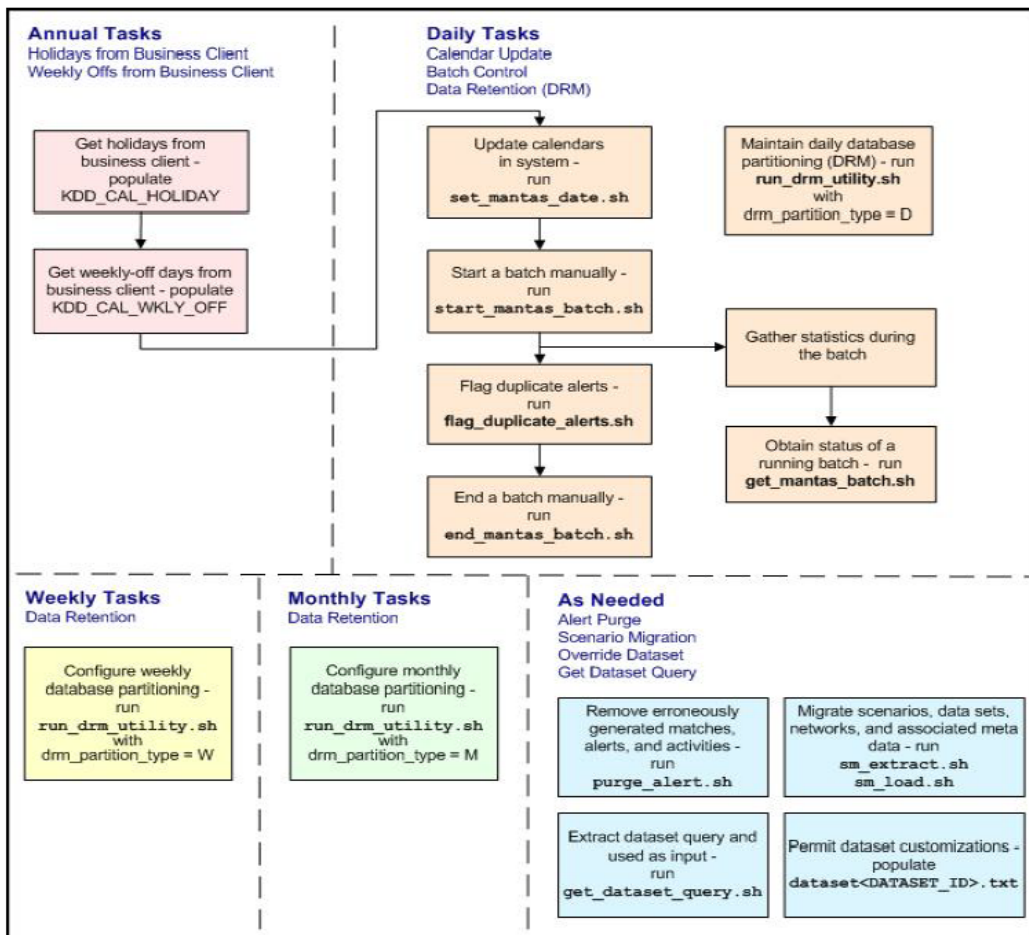 Annual Tasks
Holidays from Business Client
Weekly Offs from Business Client
Get holidays from
business client -
populate
KDD_CAL_HOLIDAY
Get weekly-off days from
business client - populate
KDD_CAL_WKLY_OFF
Daily Tasks
Calendar Update
Batch Control
Data Retention (DRM)
Update calendars
in system -
run
set_mantas_date.sh
Start a batch manually -
run
start_mantas_batch.sh
Flag duplicate alerts -
run
flag_duplicate_alerts.sh
End a batch manually -
run
end_mantas_batch.sh
Maintain daily database
partitioning (DRM) - run
run_drm_utility.sh
with
drm_partition_type = D
Gather statistics during
the batch
Obtain status of a
running batch - run
get_mantas_batch.sh
Weekly Tasks
Data Retention
Configure weekly
database partitioning -
run
run_drm_utility.sh
with
drm_partition_type = W
Monthly Tasks
Data Retention
Configure monthly
database partitioning -
run
run_drm_utility.sh
with
drm_partition_type = M
As Needed
Alert Purge
Scenario Migration
Override Dataset
Get Dataset Query
Remove erroneously
generated matches,
alerts, and activities -
run
purge_alert.sh
Migrate scenarios, data sets,
networks, and associated meta
data - run
sm_extract.sh
sm_load.sh
Extract dataset query and
used as input -
run
get_dataset_query.sh
Permit dataset customizations -
populate
dataset<DATASET_ID>.txt